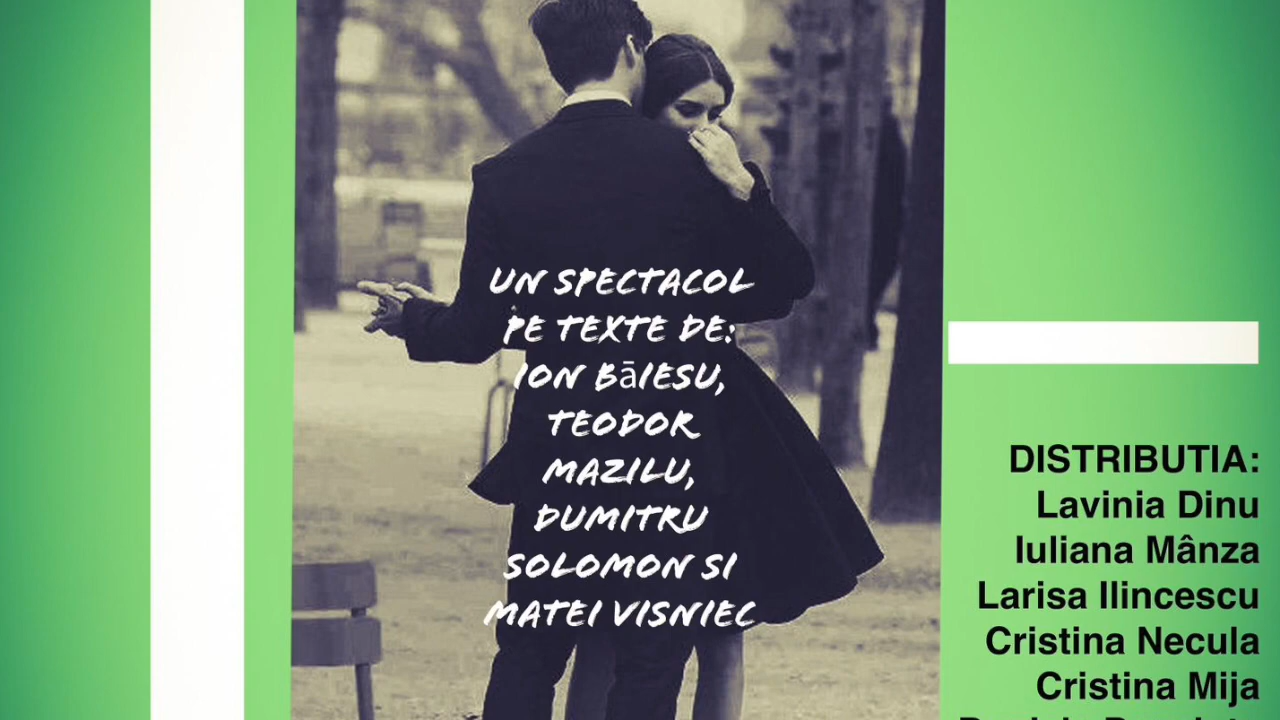 UN SPECTACOL
PE TEXTE DE:
ION BāIESU,
TEODOR
MAZILU,
DUMITRU
SOLOMON SI
MATEI VISNIEC
DISTRIBUTIA:
Lavinia Dinu
Iuliana Mânza
Larisa Ilincescu
Cristina Necula
Cristina Mija